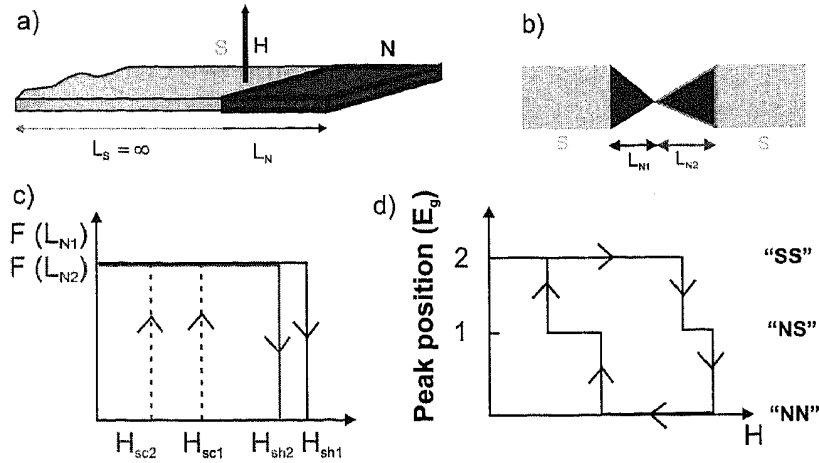 a)
S H N
L_S = ∞ L_N
b)
S S
L_N1 L_N2
c)
F (L_N1)
F (L_N2)
H_sc2 H_sc1 H_sh2 H_sh1
d)
Peak position (E_g)
2 "SS"
1 "NS"
"NN"
H